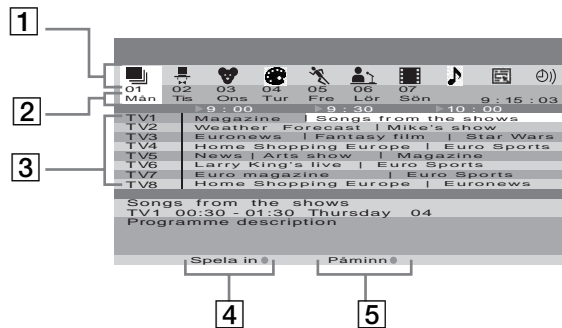 1
01 02 03 04 05 06 07
Mån Tis Ons Tur Fre Lör Sön 9:15:03
2
9:00 9:30 10:00
TV1 Magazine | Songs from the shows
TV2 Weather Forecast | Mike's show
TV3 Euronews | Fantasy film | Star Wars
3
TV4 Home Shopping Europe | Euro Sports
TV5 News | Arts show | Magazine
TV6 Larry King's live | Euro Sports
TV7 Euro magazine | Euro Sports
TV8 Home Shopping Europe | Euronews
Songs from the shows
TV1 00:30 - 01:30 Thursday 04
Programme description
Spela in Påminn
4 5